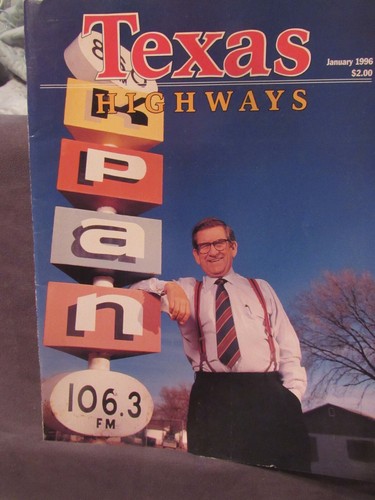 Texas
January 1996
$2.00
HIGHWAYS
K
p
a
n
106.3
FM